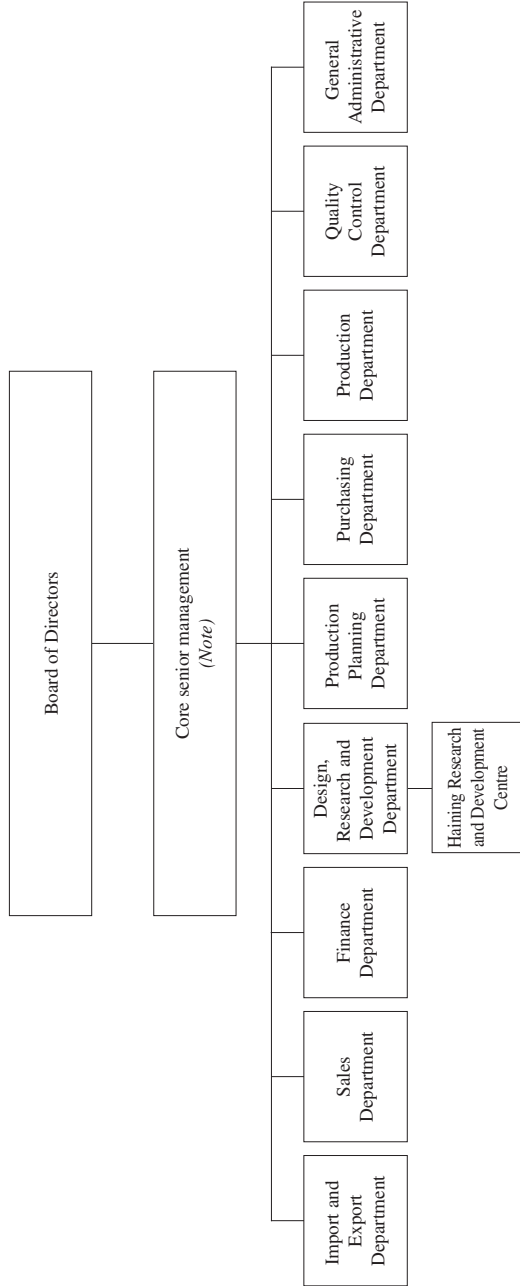 Board of Directors
Core senior management
(Note)
Import and
Export
Department
Sales
Department
Finance
Department
Design,
Research and
Development
Department
Production
Planning
Department
Purchasing
Department
Production
Department
Quality
Control
Department
General
Administrative
Department
Haining Research
and Development
Centre